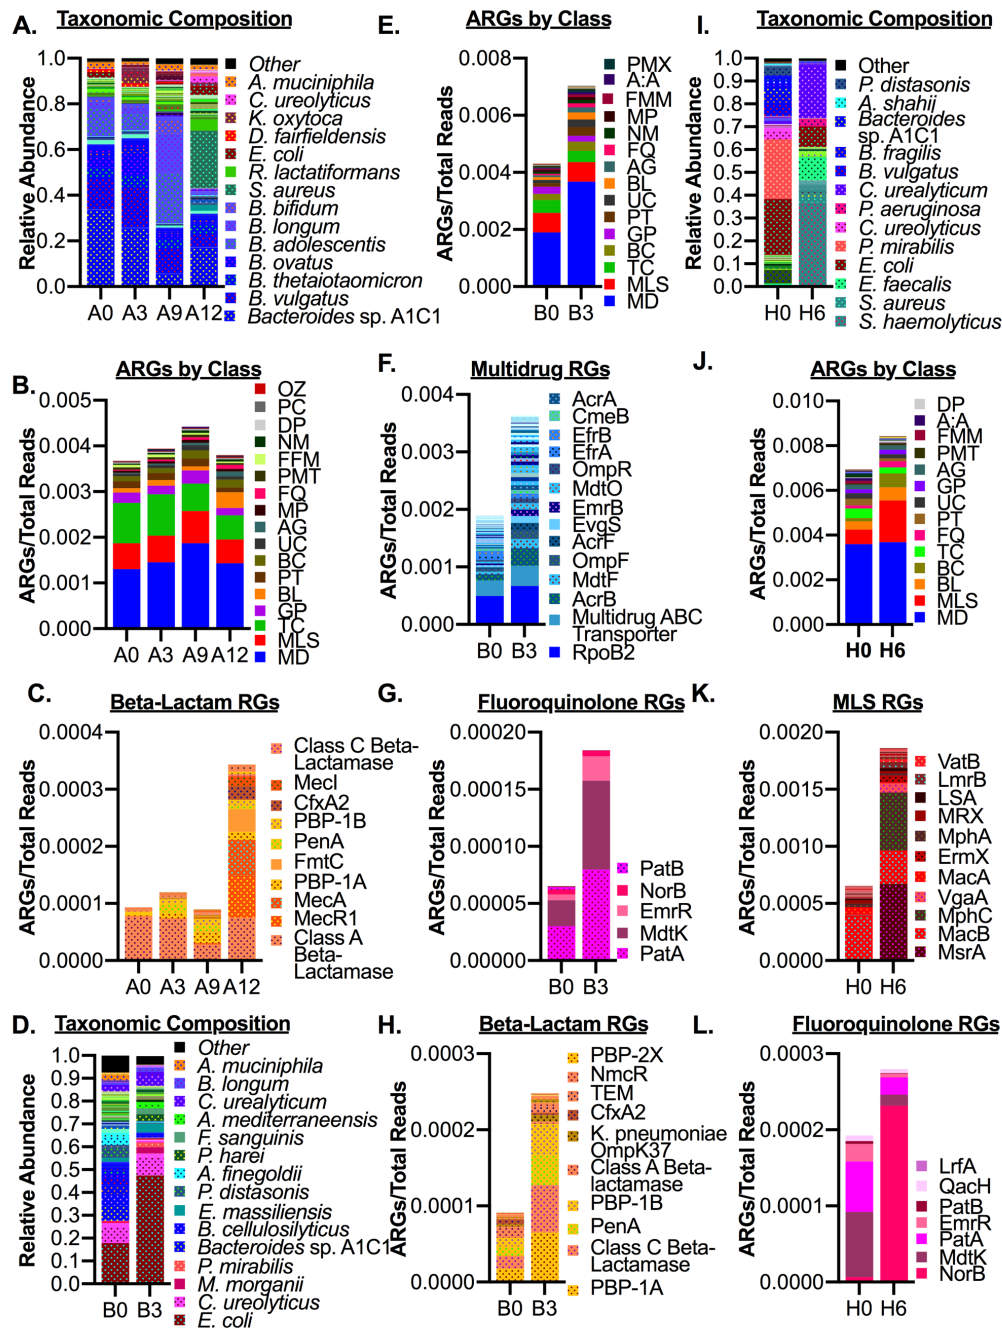 A. Taxonomic Composition
Relative Abundance
1.0
0.8
0.6
0.4
0.2
0.0
A0 A3 A9 A12
Other
A. muciniphila
C. ureolyticus
K. oxytoca
D. fairfieldensis
E. coli
R. lactatiformans
S. aureus
B. bifidum
B. longum
B. adolescentis
B. ovatus
B. thetaiotaomicron
B. vulgatus
Bacteroides sp. A1C1
E. ARGs by Class
ARGs/Total Reads
0.008
0.006
0.004
0.002
0.000
B0 B3
PMX
A:A
FMM
MP
NM
FQ
AG
BL
UC
PT
GP
BC
TC
MLS
MD
I. Taxonomic Composition
Relative Abundance
1.0
0.9
0.8
0.7
0.6
0.5
0.4
0.3
0.2
0.1
0.0
H0 H6
Other
P. distasonis
A. shahii
Bacteroides
sp. A1C1
B. fragilis
B. vulgatus
C. urealyticum
P. aeruginosa
C. ureolyticus
P. mirabilis
E. coli
E. faecalis
S. aureus
S. haemolyticus
B. ARGs by Class
ARGs/Total Reads
0.005
0.004
0.003
0.002
0.001
0.000
A0 A3 A9 A12
OZ
PC
DP
NM
FFM
PMT
FQ
MP
AG
UC
BC
PT
BL
GP
TC
MLS
MD
F. Multidrug RGs
ARGs/Total Reads
0.004
0.003
0.002
0.001
0.000
B0 B3
AcrA
CmeB
EfrB
EfrA
OmpR
MdtO
EmrB
EvgS
AcrF
OmpF
MdtF
AcrB
Multidrug ABC
Transporter
RpoB2
J. ARGs by Class
ARGs/Total Reads
0.010
0.008
0.006
0.004
0.002
0.000
H0 H6
DP
A:A
FMM
PMT
AG
GP
UC
PT
FQ
TC
BC
BL
MLS
MD
C. Beta-Lactam RGs
ARGs/Total Reads
0.0004
0.0003
0.0002
0.0001
0.0000
A0 A3 A9 A12
Class C Beta-
Lactamase
MecI
CfxA2
PBP-1B
PenA
FmtC
PBP-1A
MecA
MecR1
Class A
Beta-
Lactamase
G. Fluoroquinolone RGs
ARGs/Total Reads
0.00020
0.00015
0.00010
0.00005
0.00000
B0 B3
PatB
NorB
EmrR
MdtK
PatA
K. MLS RGs
ARGs/Total Reads
0.0020
0.0015
0.0010
0.0005
0.0000
H0 H6
VatB
LmrB
LSA
MRX
MphA
ErmX
MacA
VgaA
MphC
MacB
MsrA
D. Taxonomic Composition
Relative Abundance
1.0
0.9
0.8
0.7
0.6
0.5
0.4
0.3
0.2
0.1
0.0
B0 B3
Other
A. muciniphila
B. longum
C. urealyticum
A. mediterraneensis
F. sanguinis
P. harei
A. finegoldii
P. distasonis
E. massiliensis
B. cellulosilyticus
Bacteroides sp. A1C1
P. mirabilis
M. morganii
C. ureolyticus
E. coli
H. Beta-Lactam RGs
ARGs/Total Reads
0.0003
0.0002
0.0001
0.0000
B0 B3
PBP-2X
NmcR
TEM
CfxA2
K. pneumoniae
OmpK37
Class A Beta-
lactamase
PBP-1B
PenA
Class C Beta-
Lactamase
PBP-1A
L. Fluoroquinolone RGs
ARGs/Total Reads
0.0003
0.0002
0.0001
0.0000
H0 H6
LrfA
QacH
PatB
EmrR
PatA
MdtK
NorB